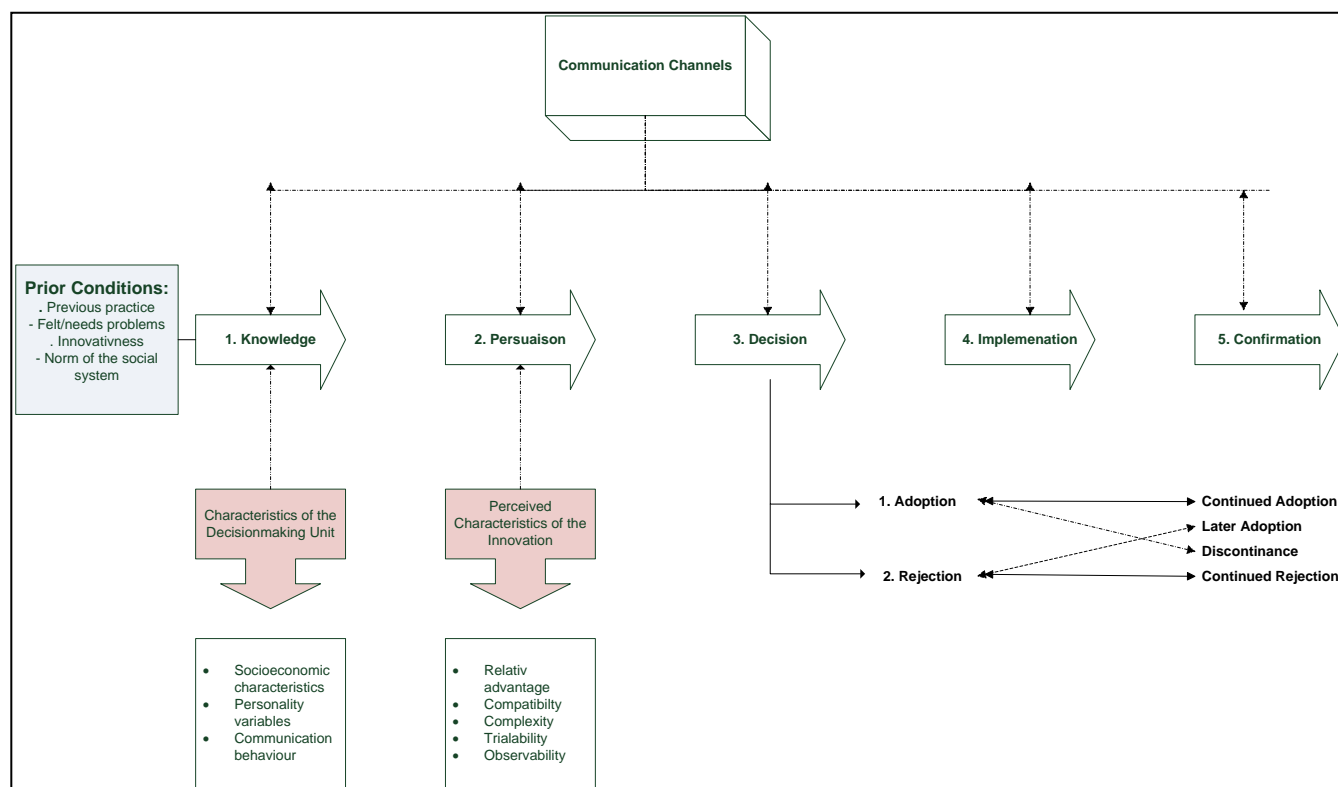 Communication Channels
Prior Conditions:
. Previous practice
- Felt/needs problems
. Innovativness
- Norm of the social
system
1. Knowledge
2. Persuaison
3. Decision
4. Implemenation
5. Confirmation
Characteristics of the
Decisionmaking Unit
Perceived
Characteristics of the
Innovation
1. Adoption
2. Rejection
Continued Adoption
Later Adoption
Discontinance
Continued Rejection
• Socioeconomic
characteristics
• Personality
variables
• Communication
behaviour
• Relativ
advantage
• Compatibilty
• Complexity
• Trialability
• Observability